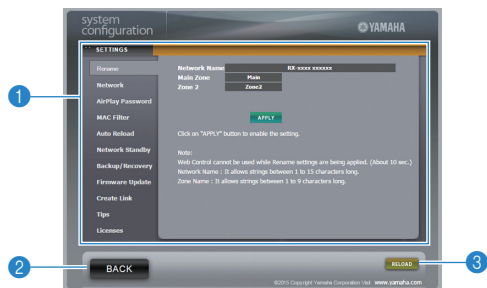 system
configuration
YAMAHA
SETTINGS
Rename
Network
AirPlay Password
MAC Filter
Auto Reload
Network Standby
Backup/Recovery
Firmware Update
Create Link
Tips
Licenses
Network Name RX-xxxx xxxxxx
Main Zone Main
Zone 2 Zone2
APPLY
Click on "APPLY" button to enable the setting.
Note:
Web Control cannot be used while Rename settings are being applied. (About 10 sec.)
Network Name : It allows strings between 1 to 15 characters long.
Zone Name : It allows strings between 1 to 9 characters long.
1
2
BACK
RELOAD
3
©2015 Copyright Yamaha Corporation Visit www.yamaha.com